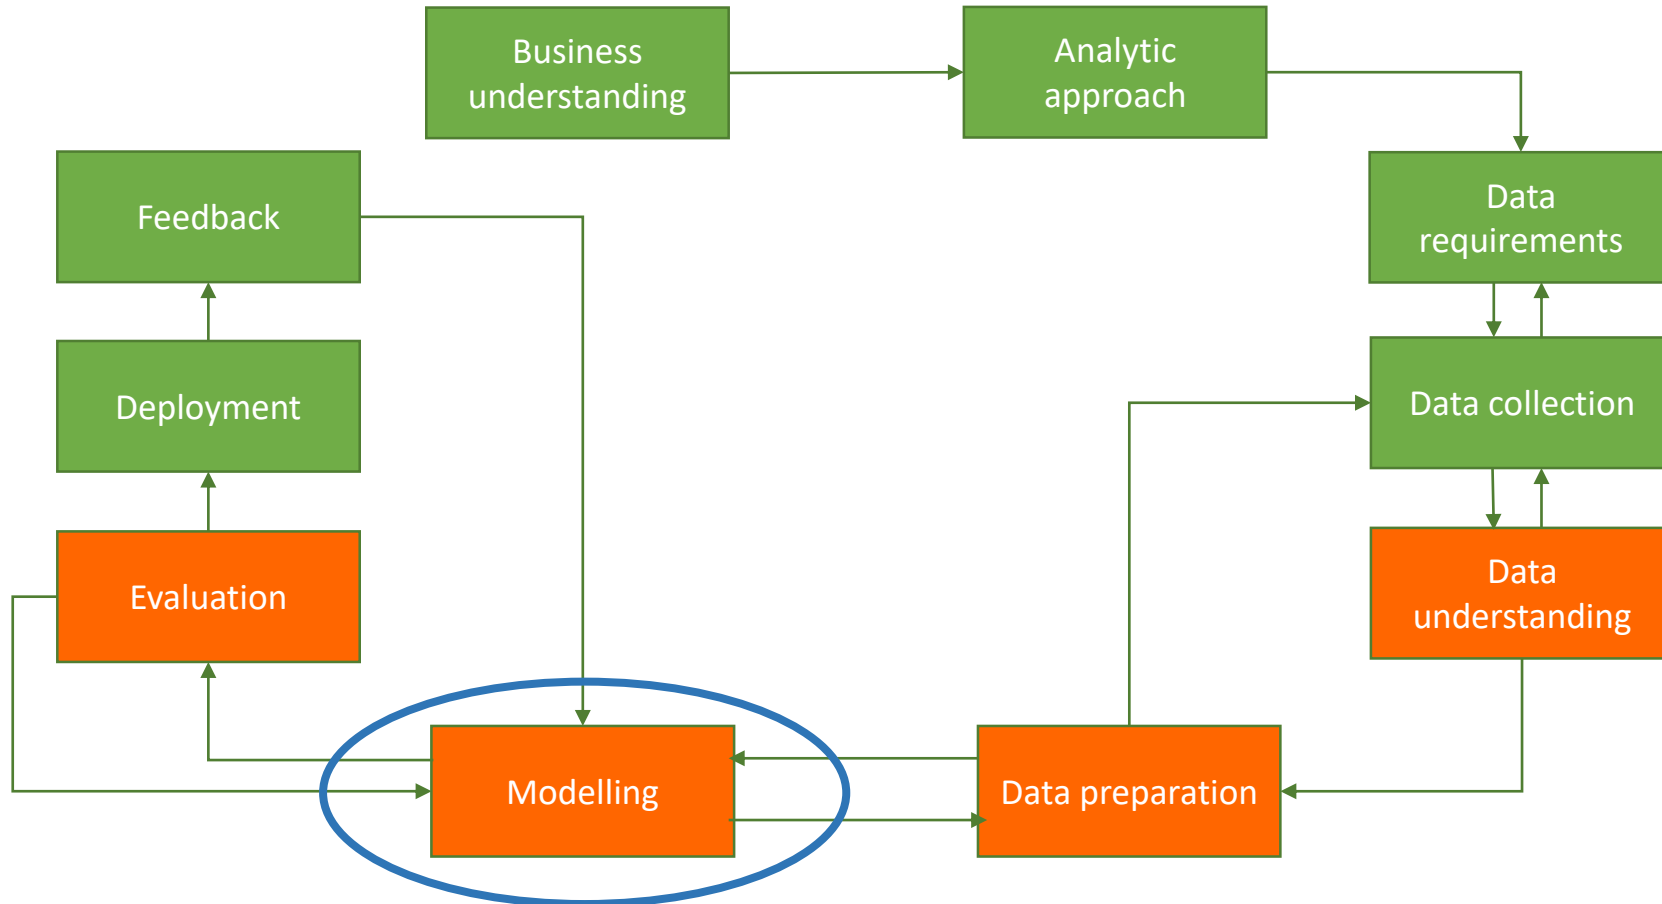 Business
understanding
Analytic
approach
Feedback
Data
requirements
Deployment
Data collection
Evaluation
Data
understanding
Modelling
Data preparation